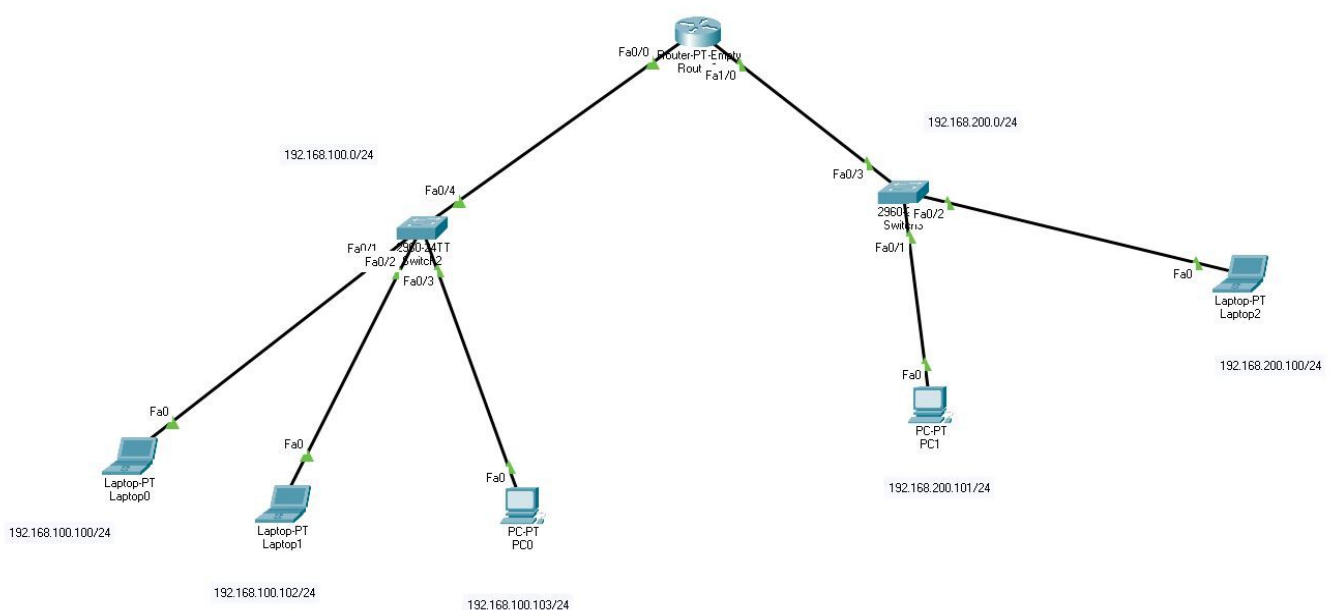 Fa0/0
Router-PT-Empty
Rout
Fa1/0
192.168.200.0/24
192.168.100.0/24
Fa0/4
Fa0/3
2960-24TT
Switch2
Fa0/1
Fa0/2
Fa0/3
2960-
Fa0/2
Fa0/1
Fa0
Laptop-PT
Laptop2
192.168.200.100/24
Fa0
PC-PT
PC1
192.168.200.101/24
Fa0
Laptop-PT
Laptop0
192.168.100.100/24
Fa0
Laptop-PT
Laptop1
192.168.100.102/24
Fa0
PC-PT
PC0
192.168.100.103/24